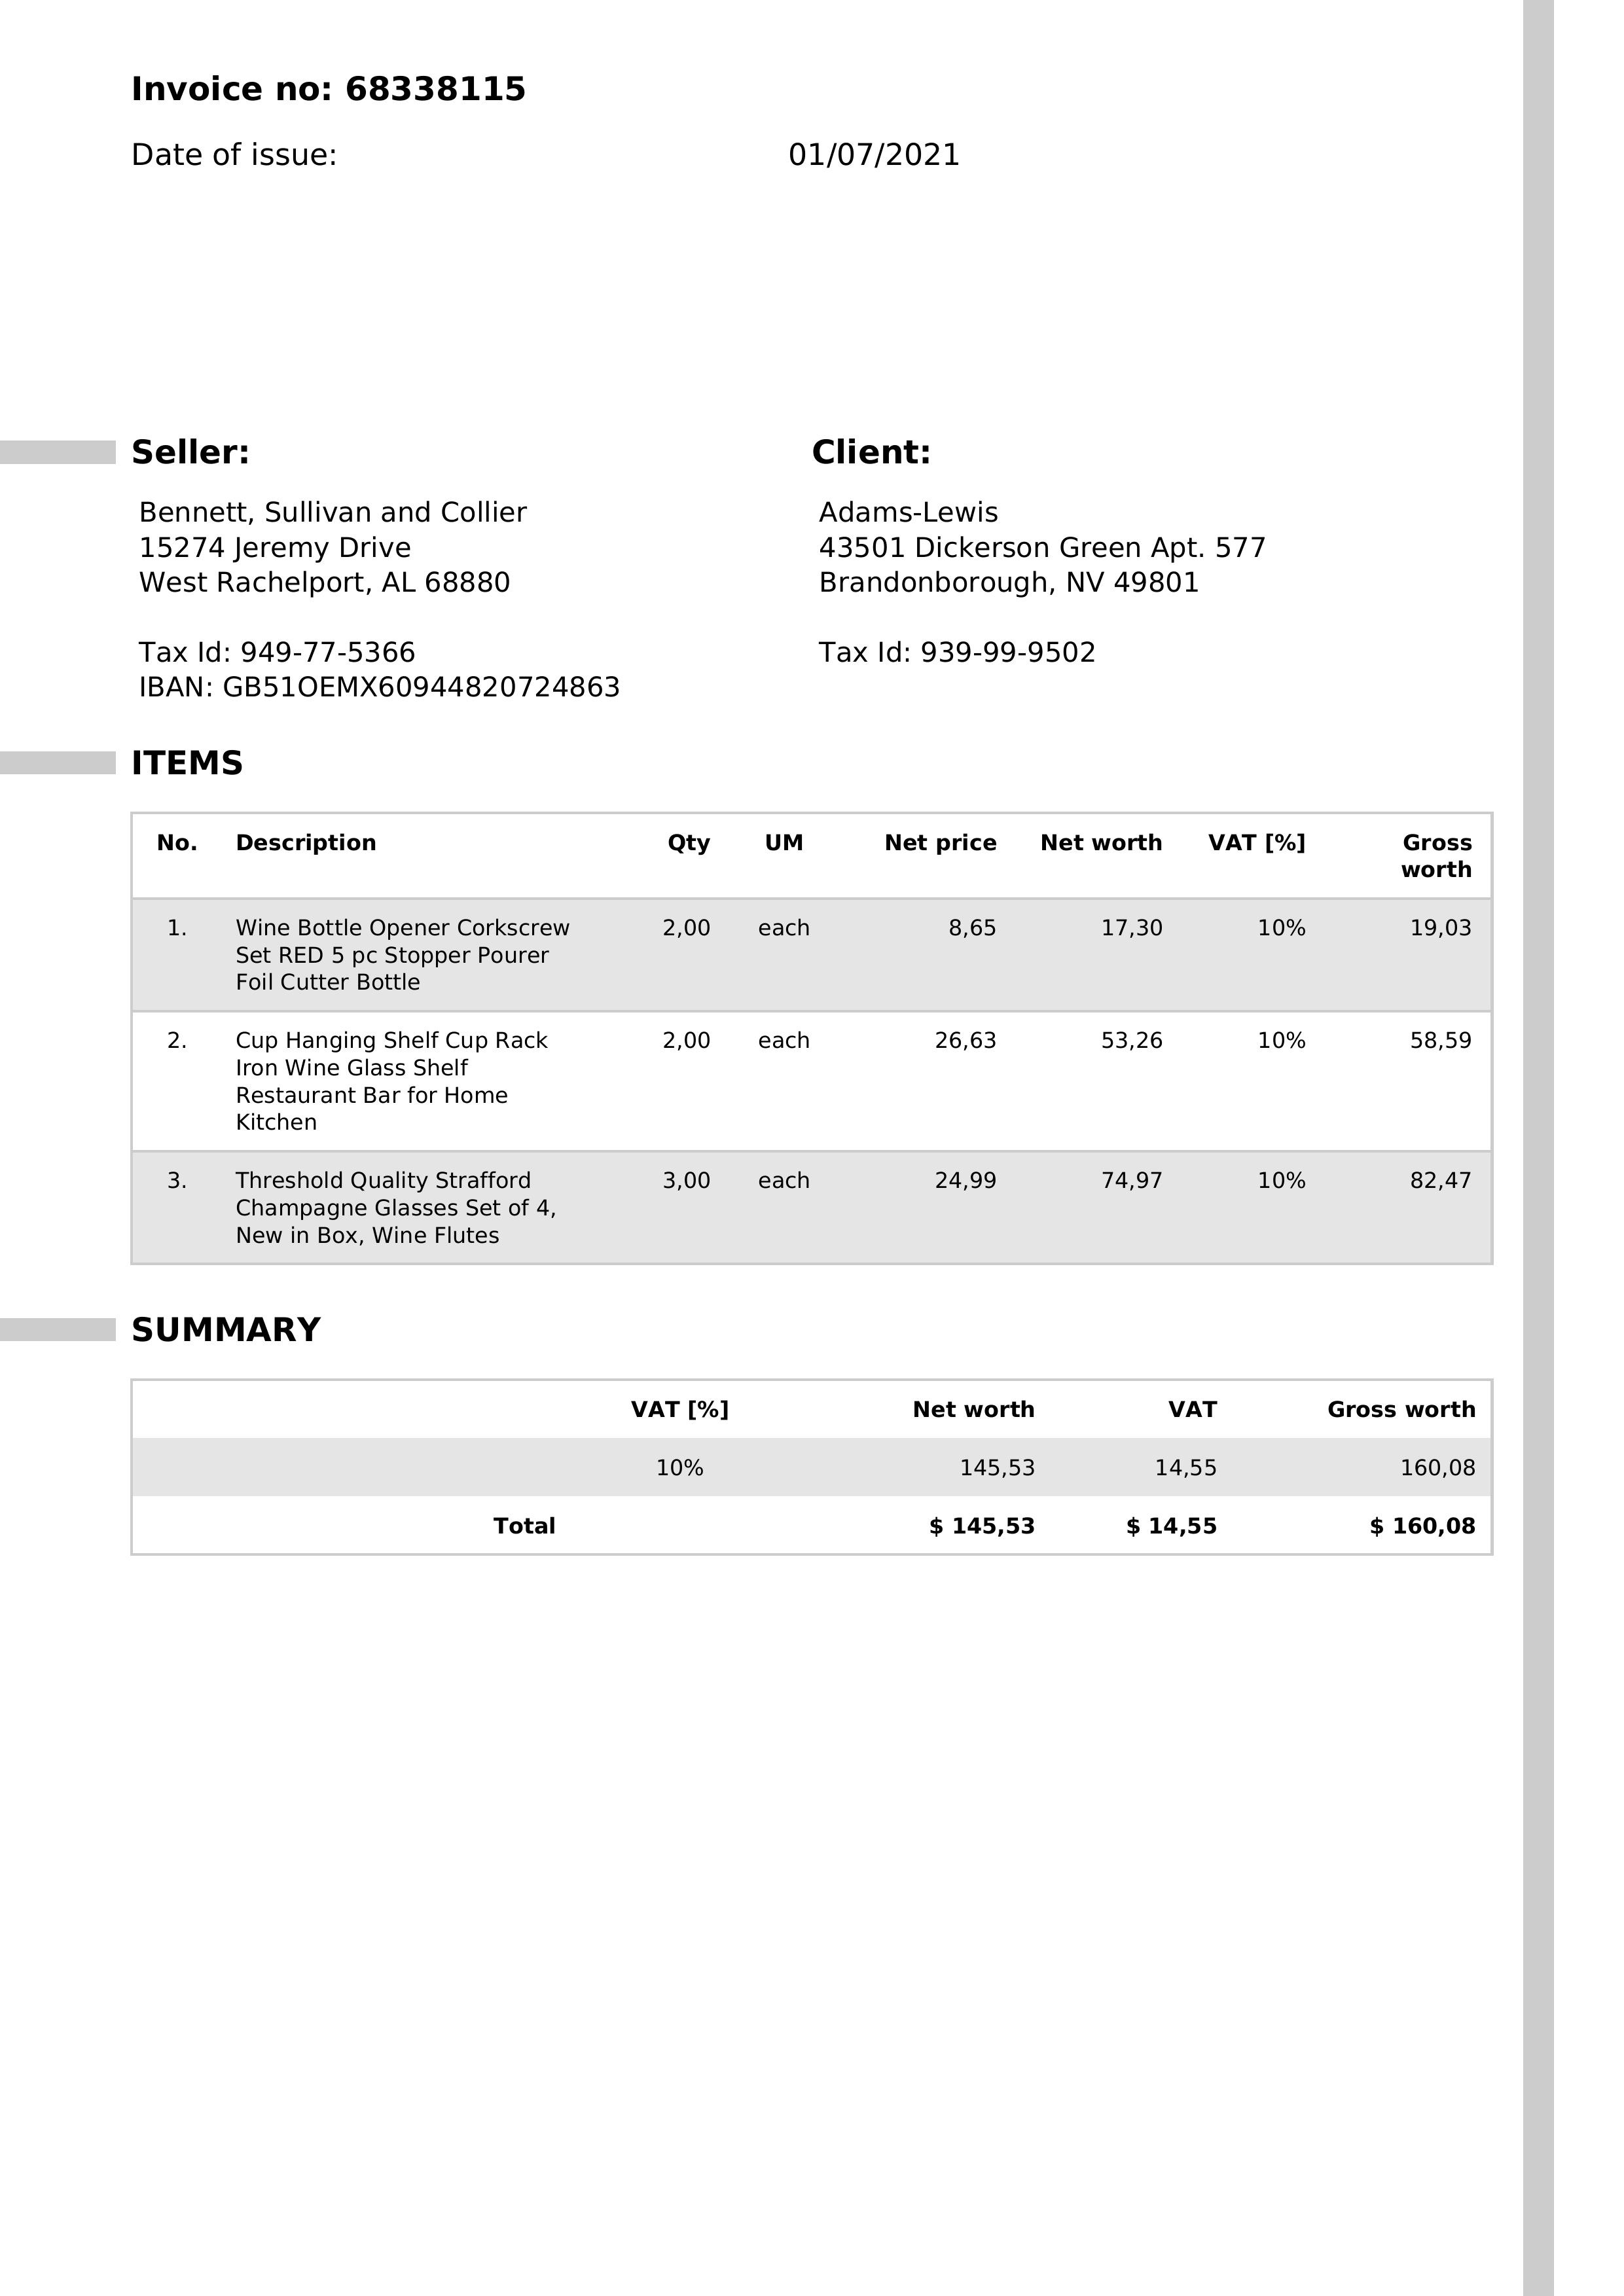 Invoice no: 68338115
Date of issue: 01/07/2021
Seller:
Bennett, Sullivan and Collier
15274 Jeremy Drive
West Rachelport, AL 68880
Tax Id: 949-77-5366
IBAN: GB51OEMX60944820724863
Client:
Adams-Lewis
43501 Dickerson Green Apt. 577
Brandonborough, NV 49801
Tax Id: 939-99-9502
ITEMS
No. Description Qty UM Net price Net worth VAT [%] Gross
worth
1. Wine Bottle Opener Corkscrew 2,00 each 8,65 17,30 10% 19,03
Set RED 5 pc Stopper Pourer
Foil Cutter Bottle
2. Cup Hanging Shelf Cup Rack 2,00 each 26,63 53,26 10% 58,59
Iron Wine Glass Shelf
Restaurant Bar for Home
Kitchen
3. Threshold Quality Strafford 3,00 each 24,99 74,97 10% 82,47
Champagne Glasses Set of 4,
New in Box, Wine Flutes
SUMMARY
VAT [%] Net worth VAT Gross worth
10% 145,53 14,55 160,08
Total $ 145,53 $ 14,55 $ 160,08